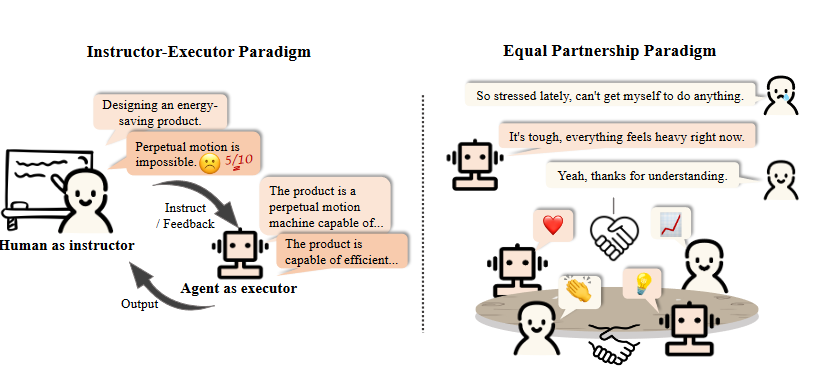 Instructor-Executor Paradigm
Designing an energy-
saving product.
Perpetual motion is
impossible. 5/10
Instruct
/ Feedback
The product is a
perpetual motion
machine capable of...
The product is
capable of efficient...
Human as instructor
Agent as executor
Output
Equal Partnership Paradigm
So stressed lately, can't get myself to do anything.
It's tough, everything feels heavy right now.
Yeah, thanks for understanding.